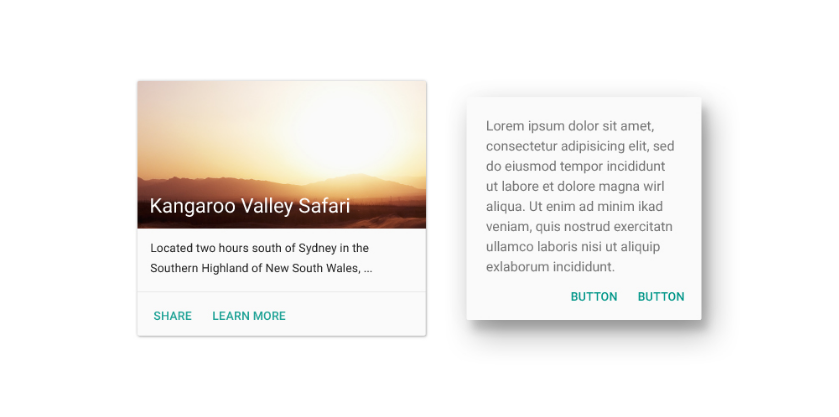 Kangaroo Valley Safari
Located two hours south of Sydney in the
Southern Highland of New South Wales, ...
SHARE LEARN MORE
Lorem ipsum dolor sit amet,
consectetur adipisicing elit, sed
do eiusmod tempor incididunt
ut labore et dolore magna wirl
aliqua. Ut enim ad minim ikad
veniam, quis nostrud exercitatn
ullamco laboris nisi ut aliquip
exlaborum incididunt.
BUTTON BUTTON